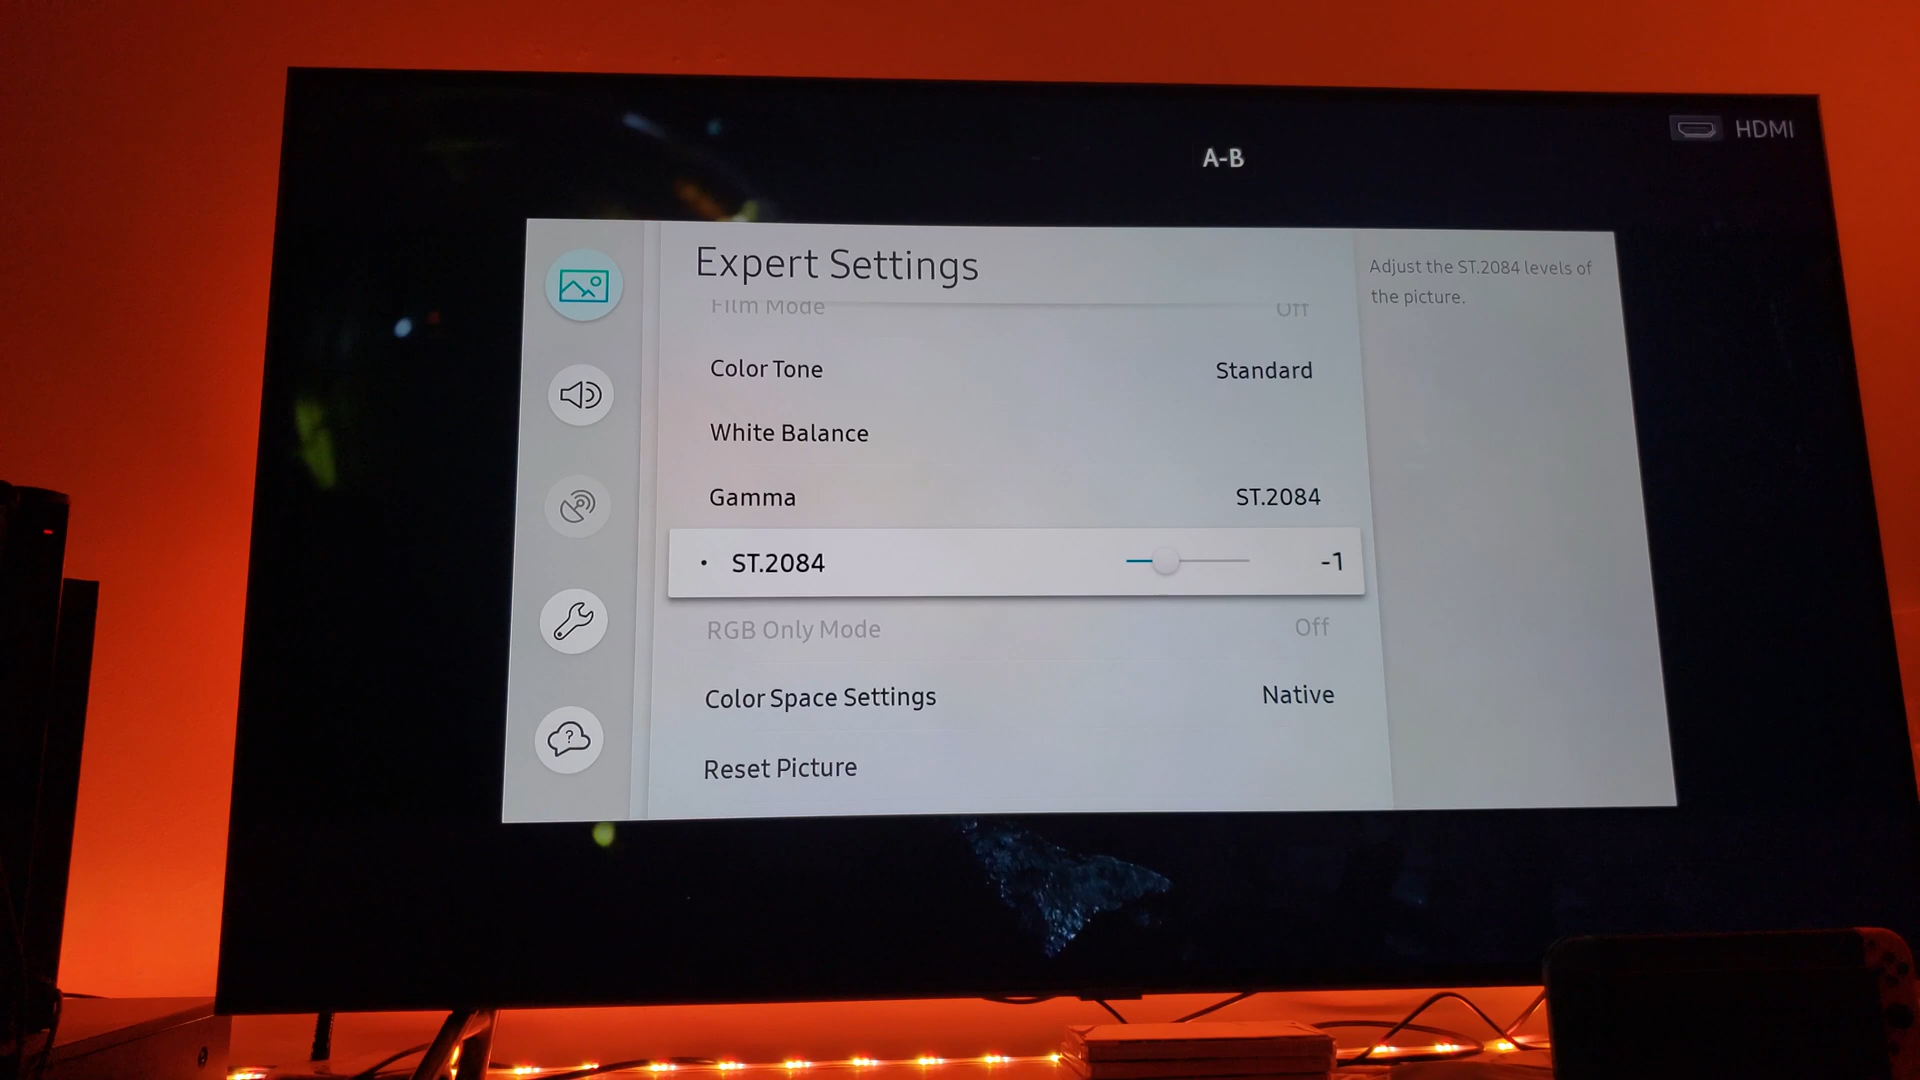 HDMI
A-B
Expert Settings
Adjust the ST.2084 levels of
the picture.
Film Mode Off
Color Tone Standard
White Balance
Gamma ST.2084
• ST.2084 -1
RGB Only Mode Off
Color Space Settings Native
Reset Picture
?